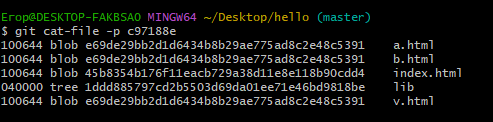 Егор@DESKTOP-FAKBSAO MINGW64 ~/Desktop/hello (master)
$ git cat-file -p c97188e
100644 blob e69de29bb2d1d6434b8b29ae775ad8c2e48c5391    a.html
100644 blob e69de29bb2d1d6434b8b29ae775ad8c2e48c5391    b.html
100644 blob 45b8354b176f11eacb729a38d11e8e118b90cdd4    index.html
040000 tree 1ddd885797cd2b5503d69da01ee71e46bd9818be    lib
100644 blob e69de29bb2d1d6434b8b29ae775ad8c2e48c5391    v.html